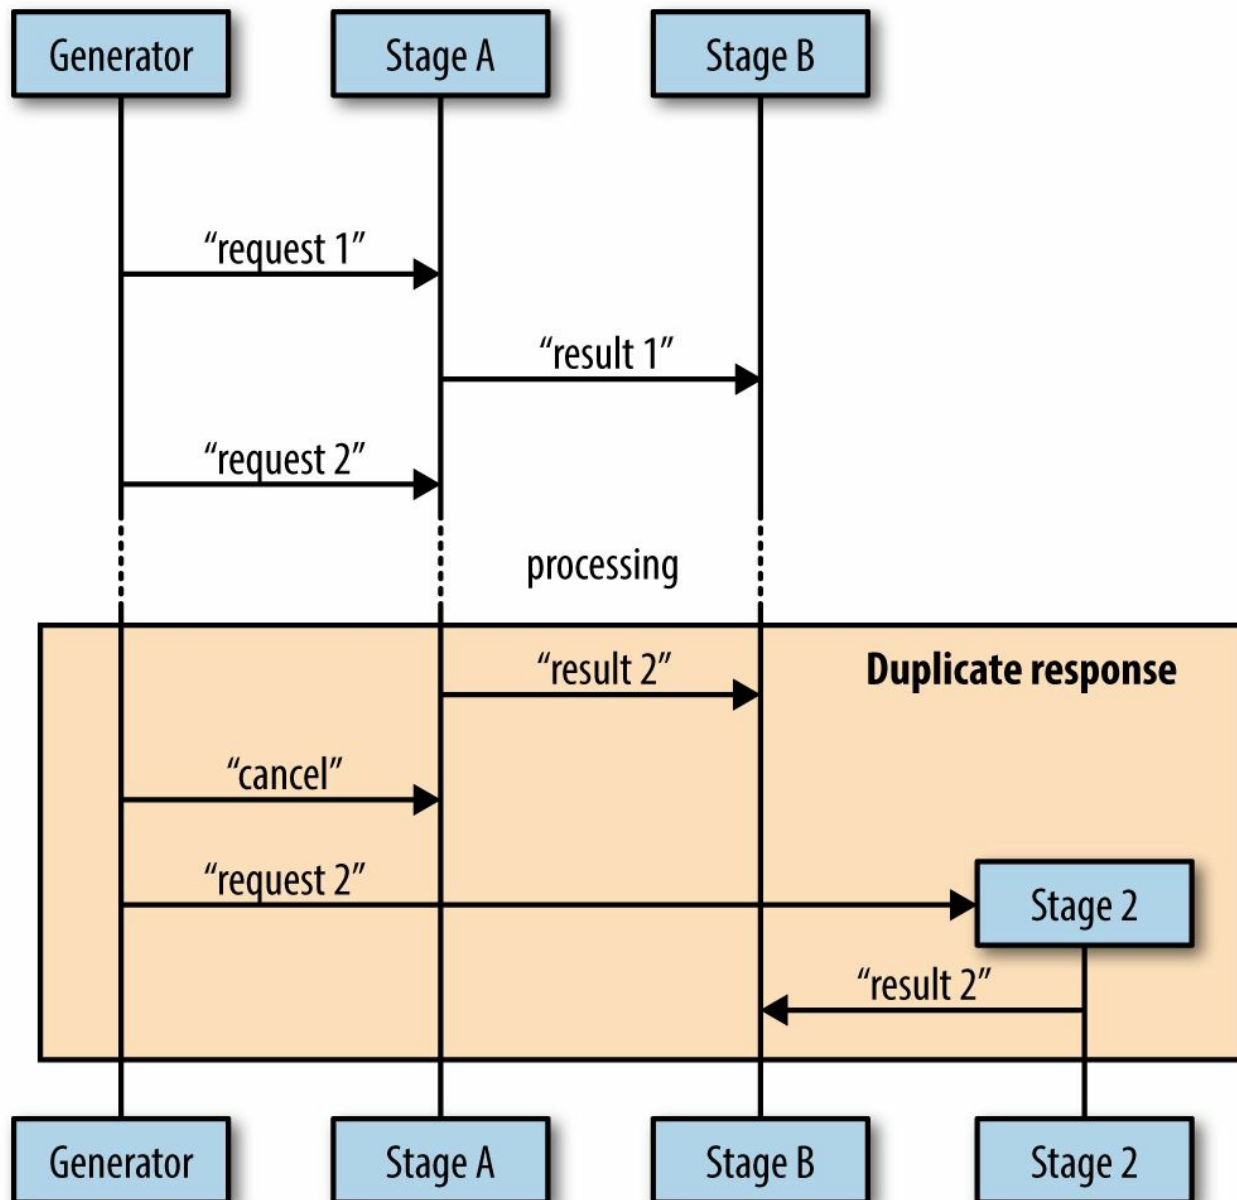 Generator
Stage A
Stage B
“request 1”
“result 1”
“request 2”
processing
“result 2”
Duplicate response
“cancel”
“request 2”
Stage 2
“result 2”
Generator
Stage A
Stage B
Stage 2